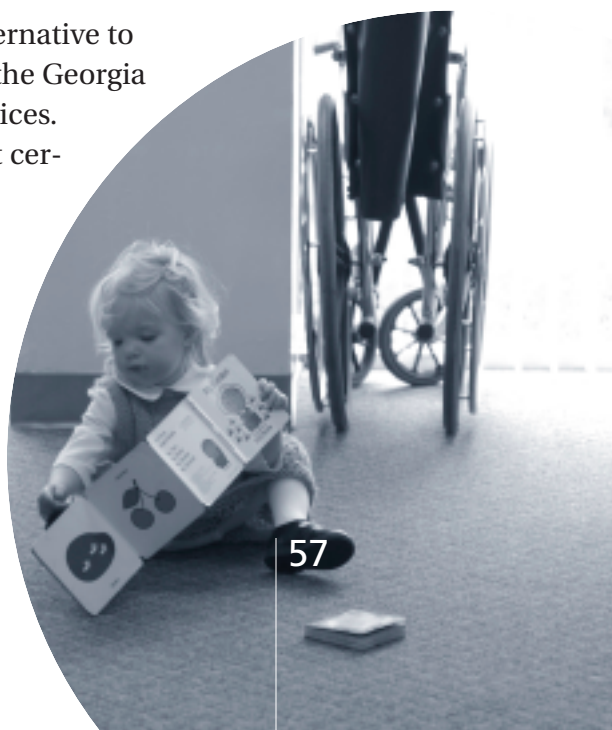 ernative to
the Georgia
ices.
t cer-
57